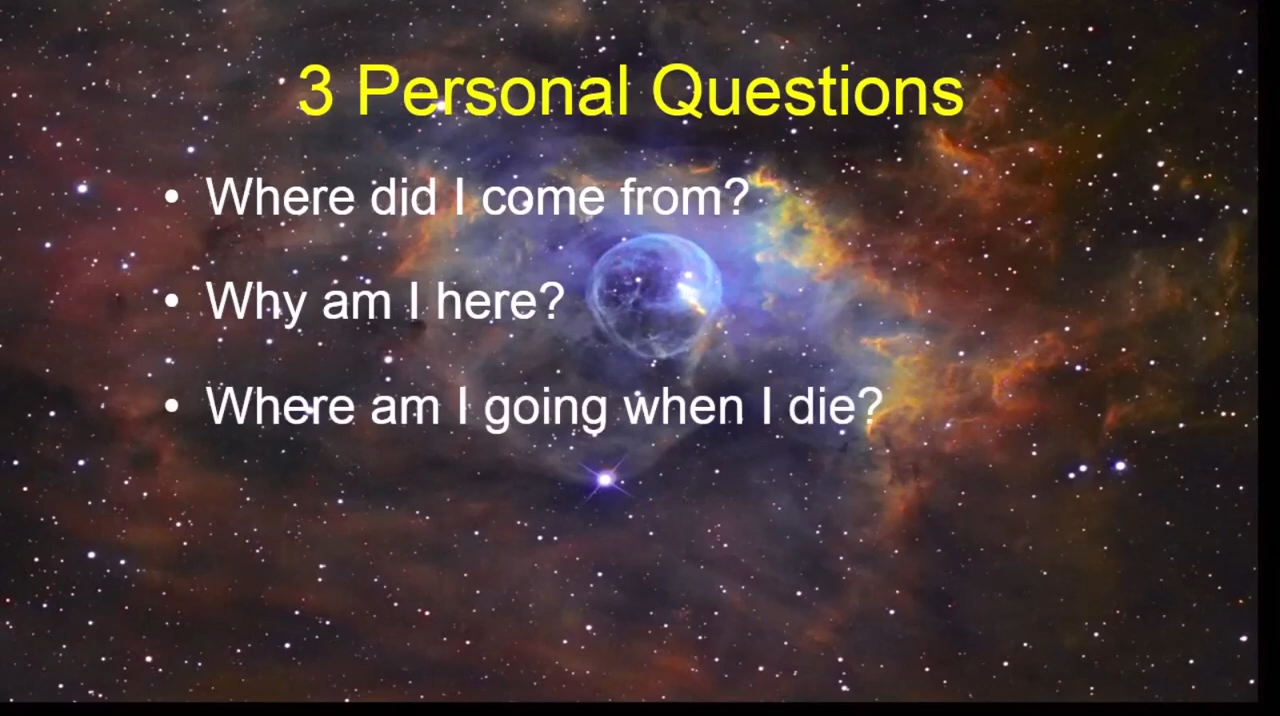 3 Personal Questions
• Where did I come from?
• Why am I here?
• Where am I going when I die?